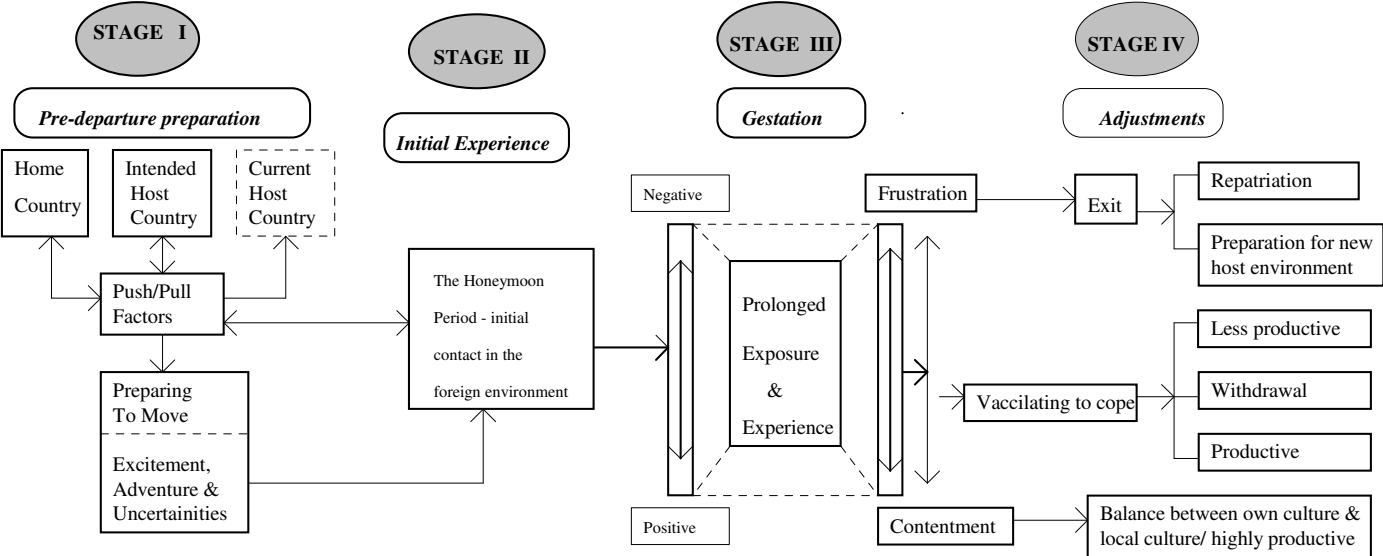 STAGE I
Pre-departure preparation
Home
Country
Intended
Host
Country
Current
Host
Country
Push/Pull
Factors
Preparing
To Move
Excitement,
Adventure &
Uncertainities
STAGE II
Initial Experience
The Honeymoon
Period - initial
contact in the
foreign environment
STAGE III
Gestation
Negative
Prolonged
Exposure
&
Experience
Positive
STAGE IV
Adjustments
Frustration
Exit
Repatriation
Preparation for new
host environment
Vaccilating to cope
Less productive
Withdrawal
Productive
Contentment
Balance between own culture &
local culture/ highly productive